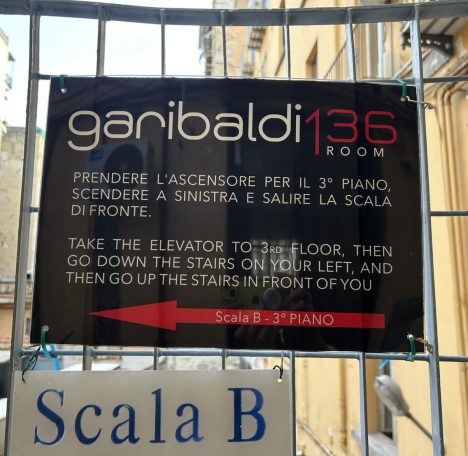 garibaldi136
ROOM
PRENDERE L'ASCENSORE PER IL 3° PIANO,
SCENDERE A SINISTRA E SALIRE LA SCALA
DI FRONTE.
TAKE THE ELEVATOR TO 3RD FLOOR, THEN
GO DOWN THE STAIRS ON YOUR LEFT, AND
THEN GO UP THE STAIRS IN FRONT OF YOU
Scala B - 3° PIANO
Scala B